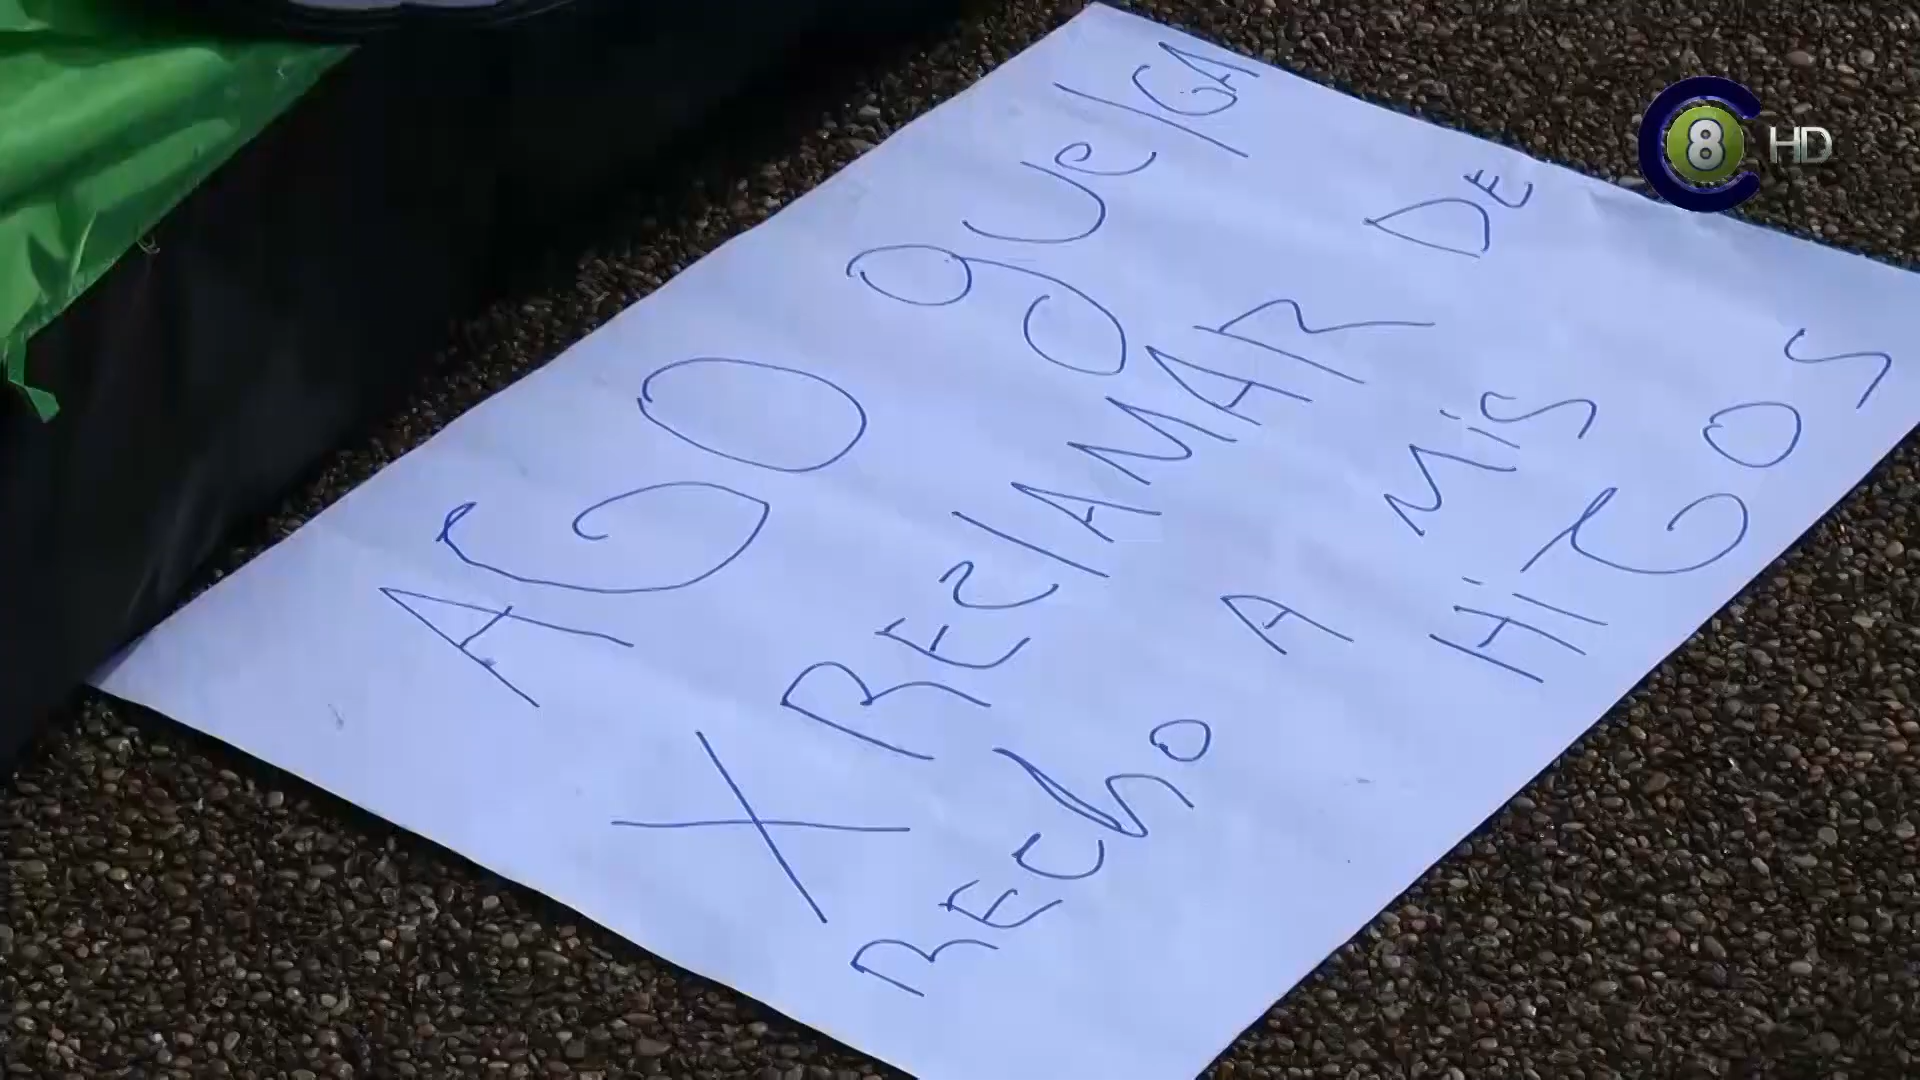 AGO gUElGA
X REClAMAR DE
RECho A MiS
HiGOS
C8 HD